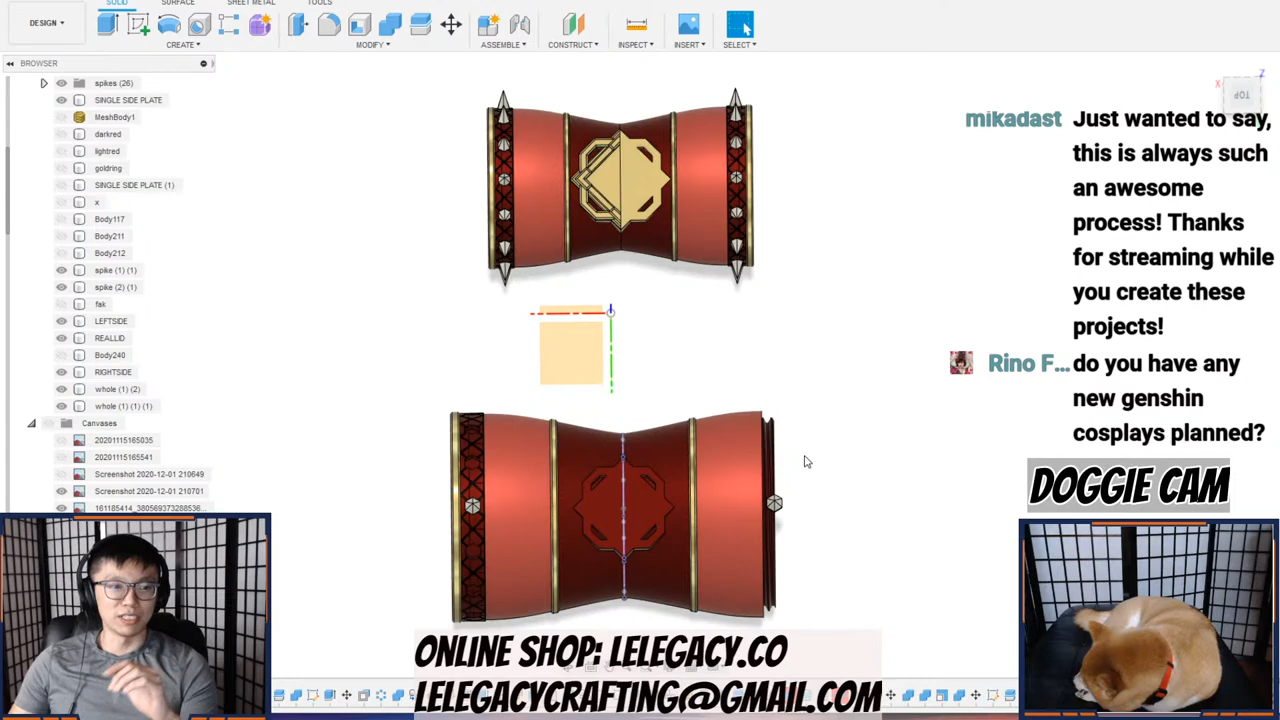 SOLID
SURFACE
SHEET METAL
TOOLS
DESIGN
CREATE
MODIFY
ASSEMBLE
CONSTRUCT
INSPECT
INSERT
SELECT
BROWSER
spikes (26)
SINGLE SIDE PLATE
MeshBody1
darkred
lightred
goldring
SINGLE SIDE PLATE (1)
x
Body117
Body211
Body212
spike (1) (1)
spike (2) (1)
fak
LEFTSIDE
REALLID
Body240
RIGHTSIDE
whole (1) (2)
whole (1) (1) (1)
Canvases
20201115165035
20201115165541
Screenshot 2020-12-01 210649
Screenshot 2020-12-01 210701
161185414_380569373288536...
Z
X
TOP
mikadast Just wanted to say,
this is always such
an awesome
process! Thanks
for streaming while
you create these
projects!
Rino F... do you have any
new genshin
cosplays planned?
DOGGIE CAM
ONLINE SHOP: LELEGACY.CO
LELEGACYCRAFTING@GMAIL.COM